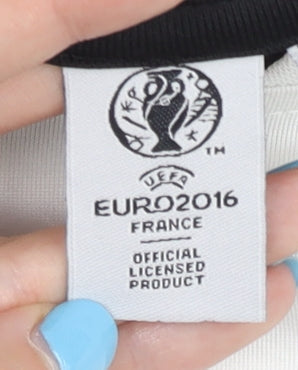 TM
UEFA
EURO2016
FRANCE
OFFICIAL
LICENSED
PRODUCT